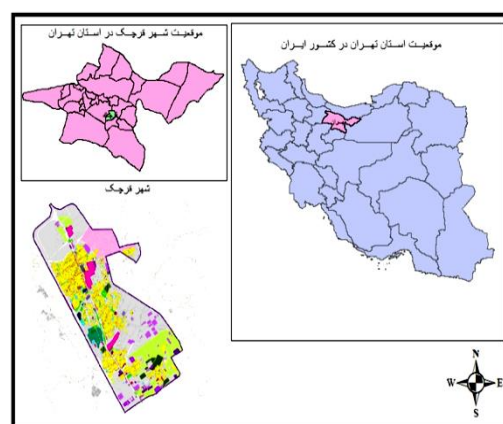 موقعیت استان تهران در کشور ایران
موقعیت شهر قرچک در استان تهران
شهر قرچک
N
W E
S